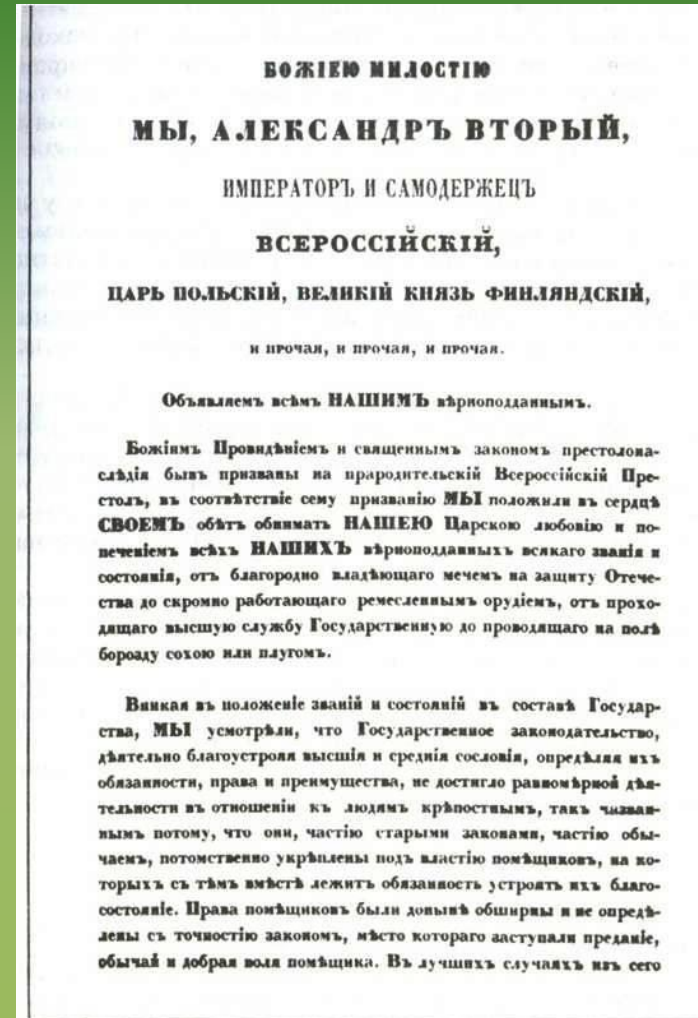 БОЖІЕЮ МИЛОСТІЮ
МЫ, АЛЕКСАНДРЪ ВТОРЫЙ,
ИМПЕРАТОРЪ И САМОДЕРЖЕЦЪ
ВСЕРОССІЙСКІЙ,
ЦАРЬ ПОЛЬСКІЙ, ВЕЛИКІЙ КНЯЗЬ ФИНЛЯНДСКІЙ,
и прочая, и прочая, и прочая.
Объявляемъ всѣмъ НАШИМЪ вѣрноподданнымъ.
Божіимъ Провидѣніемъ и священнымъ закономъ престолона-
слѣдія бывъ призваны на прародительскій Всероссійскій Пре-
столъ, въ соотвѣтствіе сему призванію МЫ положили въ сердцѣ
СВОЕМЪ обѣтъ обнимать НАШЕЮ Царскою любовію и по-
печеніемъ всѣхъ НАШИХЪ вѣрноподданныхъ всякаго званія и
состоянія, отъ благородно владѣющаго мечемъ на защиту Отече-
ства до скромно работающаго ремесленнымъ орудіемъ, отъ прохо-
дящаго высшую службу Государственную до проводящаго на полѣ
борозду сохою или плугомъ.
Вникая въ положеніе званій и состояній въ составѣ Государ-
ства, МЫ усмотрѣли, что Государственное законодательство,
дѣятельно благоустрояя высшія и среднія сословія, опредѣляя ихъ
обязанности, права и преимущества, не достигло равномѣрной дѣя-
тельности въ отношеніи къ людямъ крѣпостнымъ, такъ назван-
нымъ потому, что они, частію старыми законами, частію обы-
чаемъ, потомственно укрѣплены подъ властію помѣщиковъ, на ко-
торыхъ съ тѣмъ вмѣстѣ лежитъ обязанность устроять ихъ благо-
состояніе. Права помѣщиковъ были донынѣ обширны и не опредѣ-
лены съ точностію закономъ, мѣсто котораго заступали преданіе,
обычай и добрая воля помѣщика. Въ лучшихъ случаяхъ изъ сего